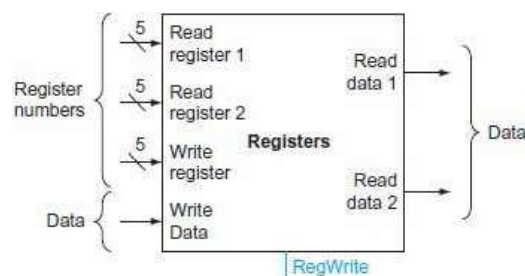 Register
numbers
5
Read
register 1
5
Read
register 2
5
Write
register
Data
Write
Data
Registers
Read
data 1
Read
data 2
Data
RegWrite